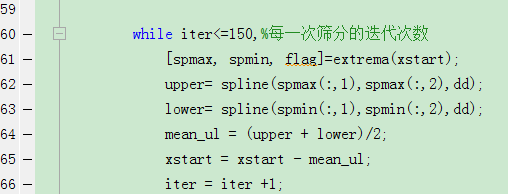 59
60 while iter<=150,%每一次筛分的迭代次数
61 [spmax, spmin, flag]=extrema(xstart);
62 upper= spline(spmax(:,1),spmax(:,2),dd);
63 lower= spline(spmin(:,1),spmin(:,2),dd);
64 mean_ul = (upper + lower)/2;
65 xstart = xstart - mean_ul;
66 iter = iter +1;